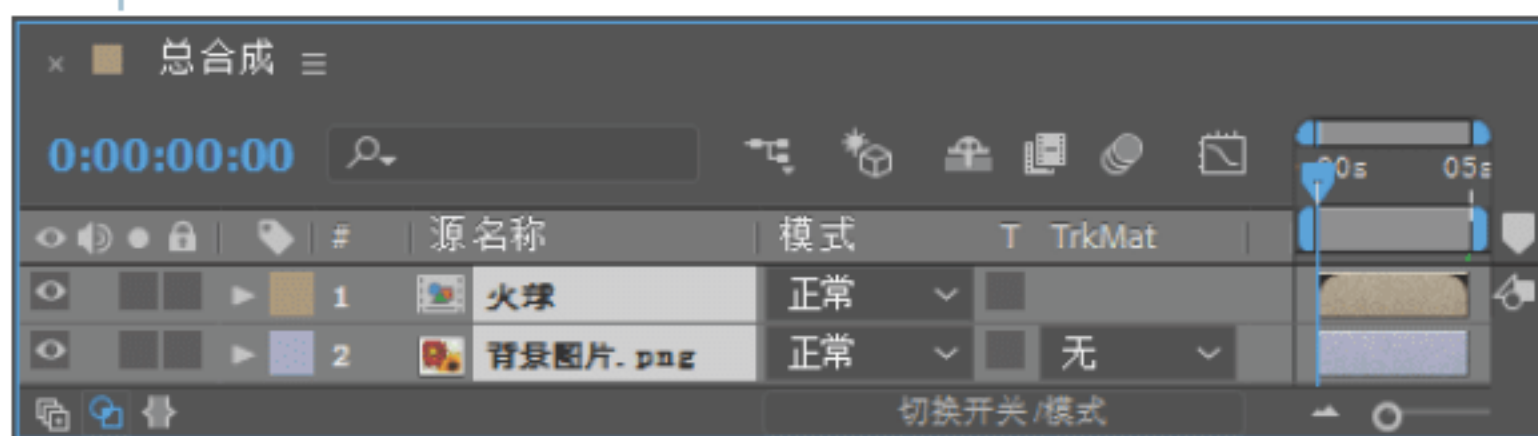 总合成
0:00:00:00
00s 05s
# 源名称 模式 T TrkMat
1 火球 正常
2 背景图片.png 正常 无
切换开关/模式